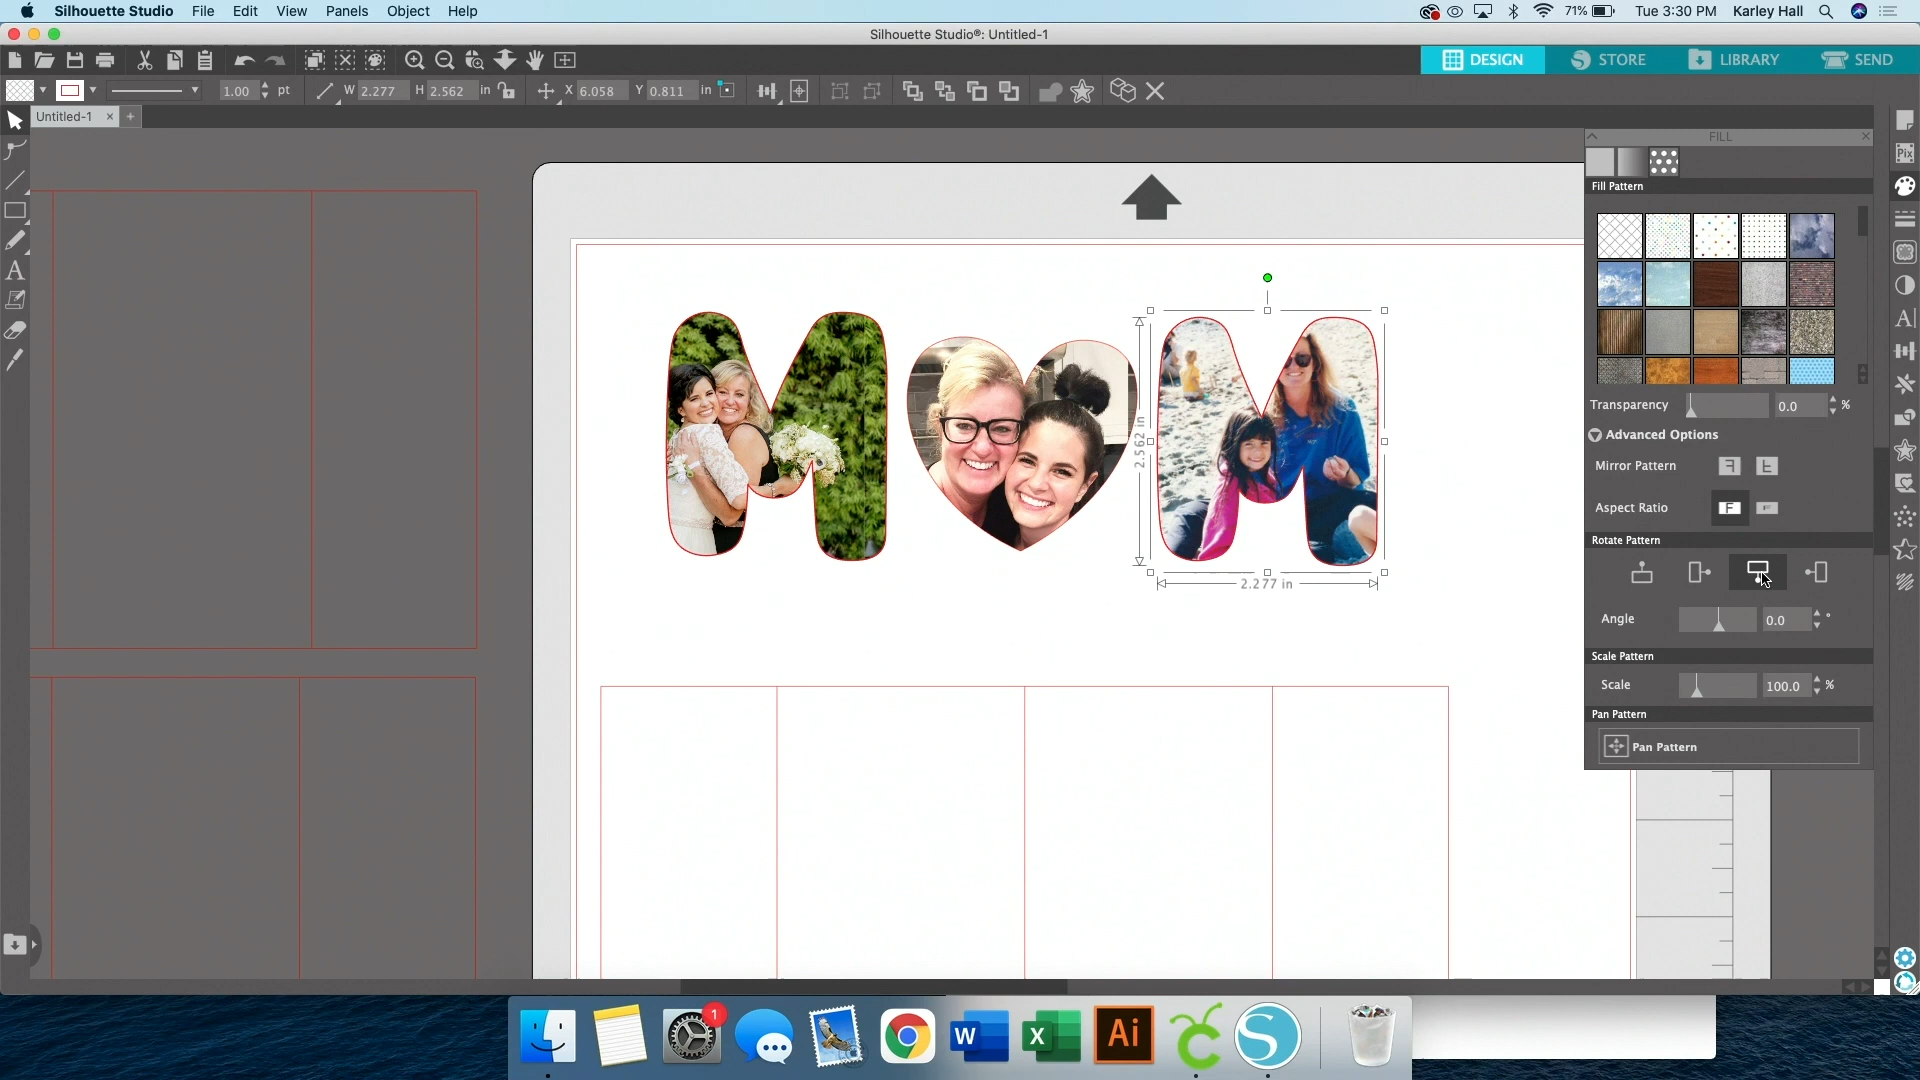 Silhouette Studio File Edit View Panels Object Help 71% Tue 3:30 PM Karley Hall
Silhouette Studio®: Untitled-1
DESIGN STORE LIBRARY SEND
1.00 pt W 2.277 H 2.562 in X 6.058 Y 0.811 in
Untitled-1
FILL
Fill Pattern
Transparency 0.0 %
Advanced Options
Mirror Pattern
Aspect Ratio
Rotate Pattern
Angle 0.0 °
Scale Pattern
Scale 100.0 %
Pan Pattern
Pan Pattern
2.562 in
2.277 in
1
W X Ai S